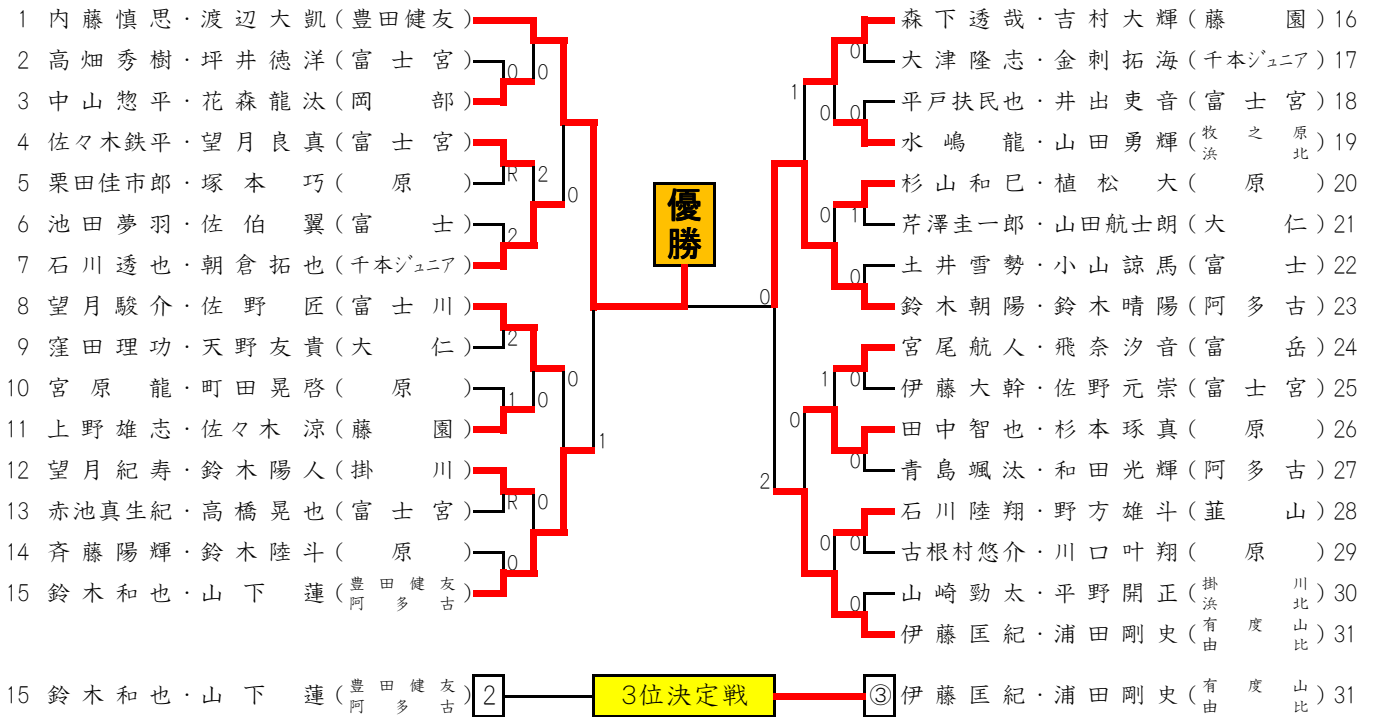 1 内藤慎思・渡辺大凱(豊田健友)
2 高畑秀樹・坪井徳洋(富士宮)
3 中山惣平・花森龍汰(岡部)
4 佐々木鉄平・望月良真(富士宮)
5 栗田佳市郎・塚本巧(原)
6 池田夢羽・佐伯翼(富士)
7 石川透也・朝倉拓也(千本ジュニア)
8 望月駿介・佐野匠(富士川)
9 窪田理功・天野友貴(大仁)
10 宮原龍・町田晃啓(原)
11 上野雄志・佐々木涼(藤園)
12 望月紀寿・鈴木陽人(掛川)
13 赤池真生紀・高橋晃也(富士宮)
14 斉藤陽輝・鈴木陸斗(原)
15 鈴木和也・山下蓮(豊田健友 阿多古)
0
0
R
2
2
0
2
1
0
0
R
0
0
1
優勝
森下透哉・吉村大輝(藤園)16
大津隆志・金刺拓海(千本ジュニア)17
平戸扶民也・井出吏音(富士宮)18
水嶋龍・山田勇輝(牧之原 浜北)19
杉山和巳・植松大(原)20
芹澤圭一郎・山田航士朗(大仁)21
土井雪勢・小山諒馬(富士)22
鈴木朝陽・鈴木晴陽(阿多古)23
宮尾航人・飛奈汐音(富岳)24
伊藤大幹・佐野元崇(富士宮)25
田中智也・杉本琢真(原)26
青島颯汰・和田光輝(阿多古)27
石川陸翔・野方雄斗(韮山)28
古根村悠介・川口叶翔(原)29
山崎勁太・平野開正(掛川 浜北)30
伊藤匡紀・浦田剛史(有度山 由比)31
0
1
0
0
0
1
0
0
1
0
0
0
2
0
0
0
15 鈴木和也・山下蓮(豊田健友 阿多古) 2
3位決定戦
③ 伊藤匡紀・浦田剛史(有度山 由比)31